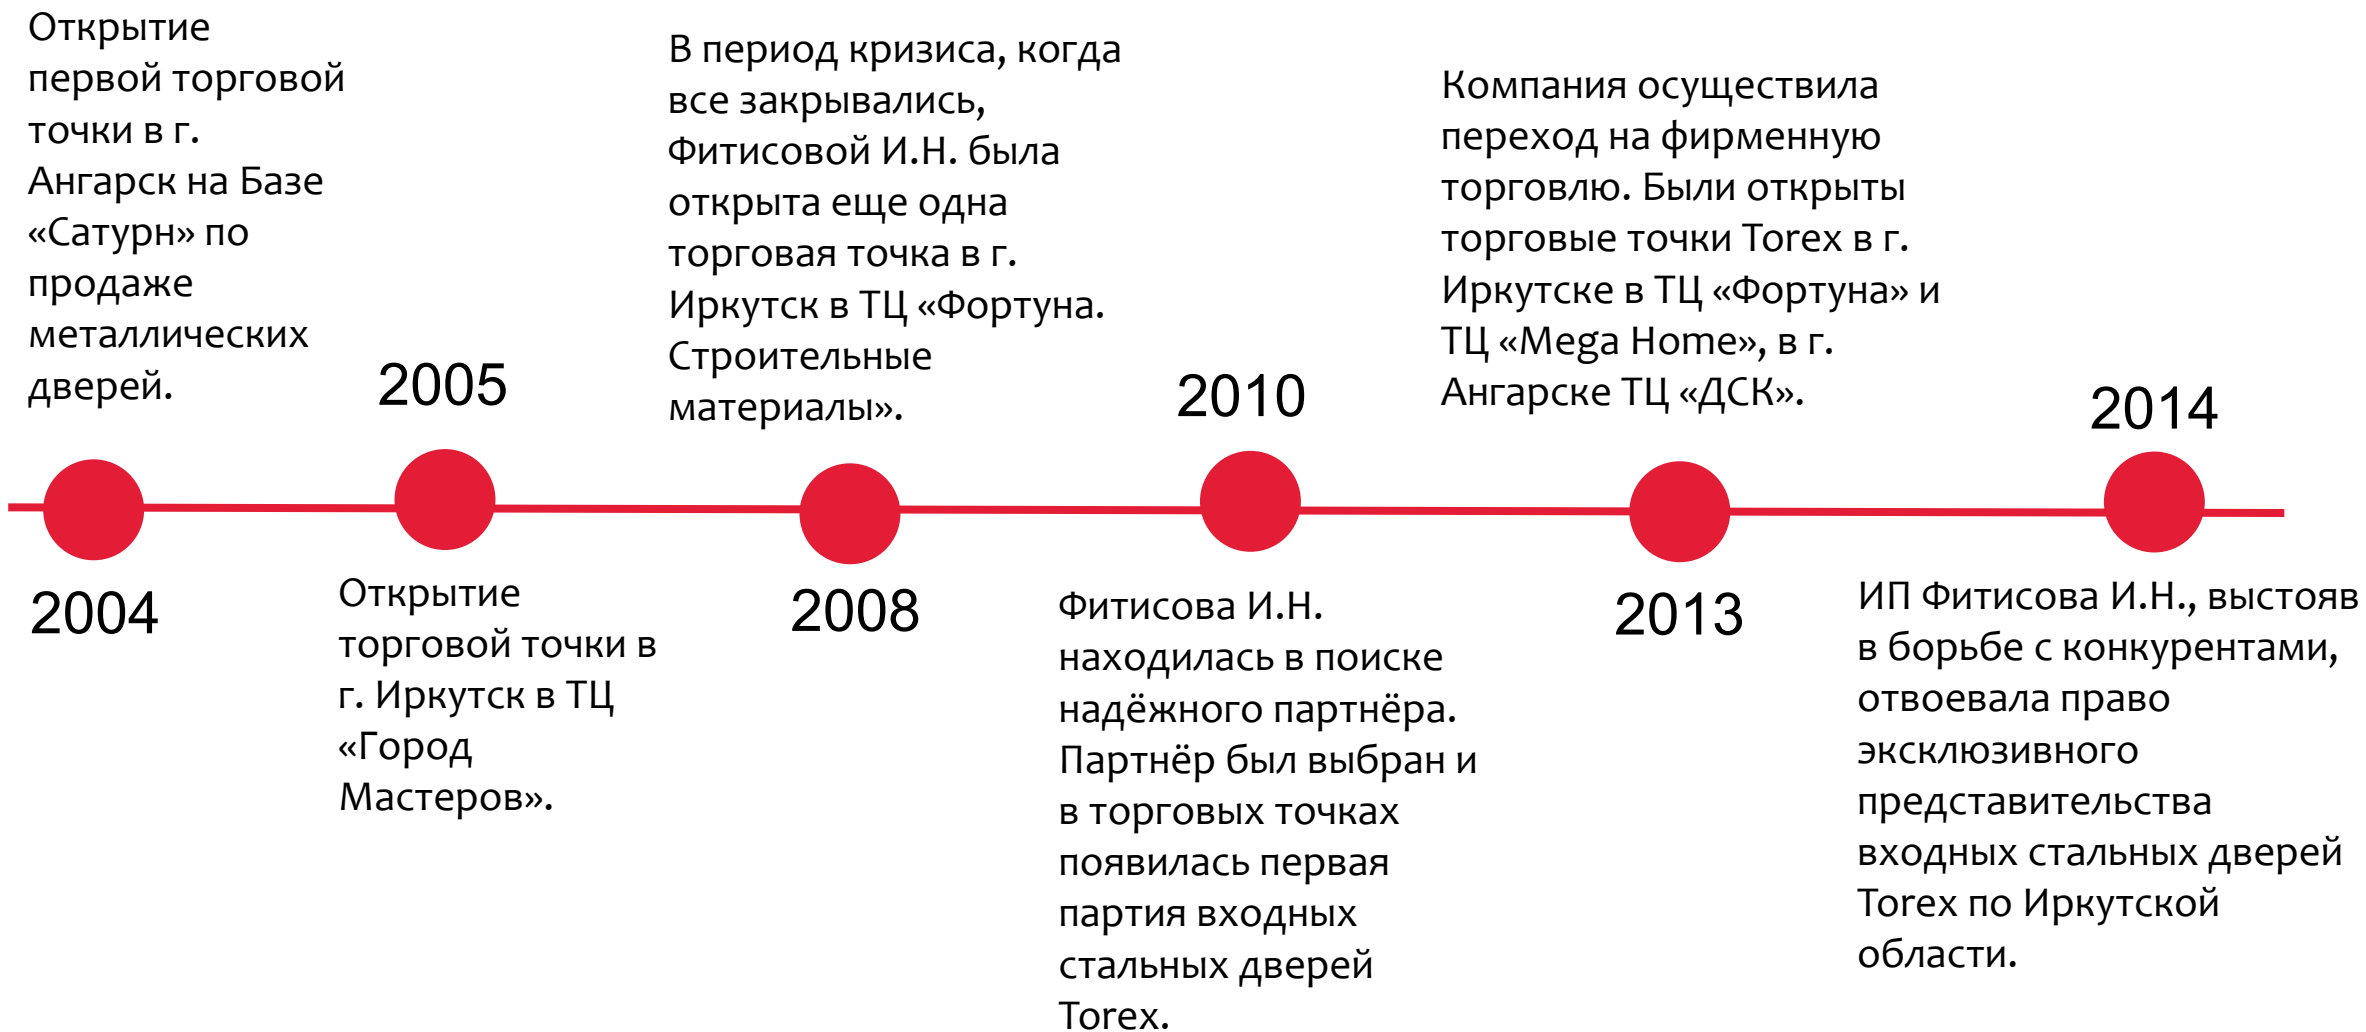 Открытие
первой торговой
точки в г.
Ангарск на Базе
«Сатурн» по
продаже
металлических
дверей.
2004
2005
Открытие
торговой точки в
г. Иркутск в ТЦ
«Город
Мастеров».
В период кризиса, когда
все закрывались,
Фитисовой И.Н. была
открыта еще одна
торговая точка в г.
Иркутск в ТЦ «Фортуна.
Строительные
материалы».
2008
2010
Фитисова И.Н.
находилась в поиске
надёжного партнёра.
Партнёр был выбран и
в торговых точках
появилась первая
партия входных
стальных дверей
Torex.
Компания осуществила
переход на фирменную
торговлю. Были открыты
торговые точки Torex в г.
Иркутске в ТЦ «Фортуна» и
ТЦ «Mega Home», в г.
Ангарске ТЦ «ДСК».
2013
2014
ИП Фитисова И.Н., выстояв
в борьбе с конкурентами,
отвоевала право
эксклюзивного
представительства
входных стальных дверей
Torex по Иркутской
области.